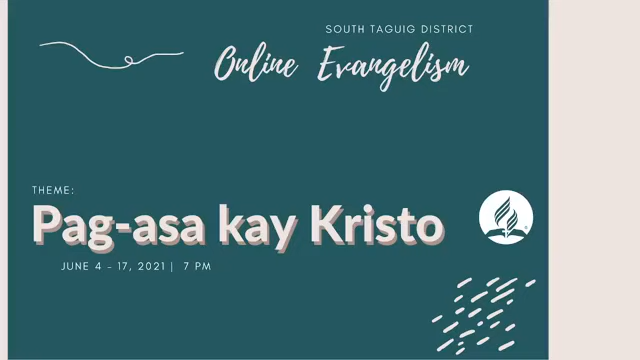 SOUTH TAGUIG DISTRICT
Online Evangelism
THEME:
Pag-asa kay Kristo
JUNE 4 - 17, 2021 | 7 PM